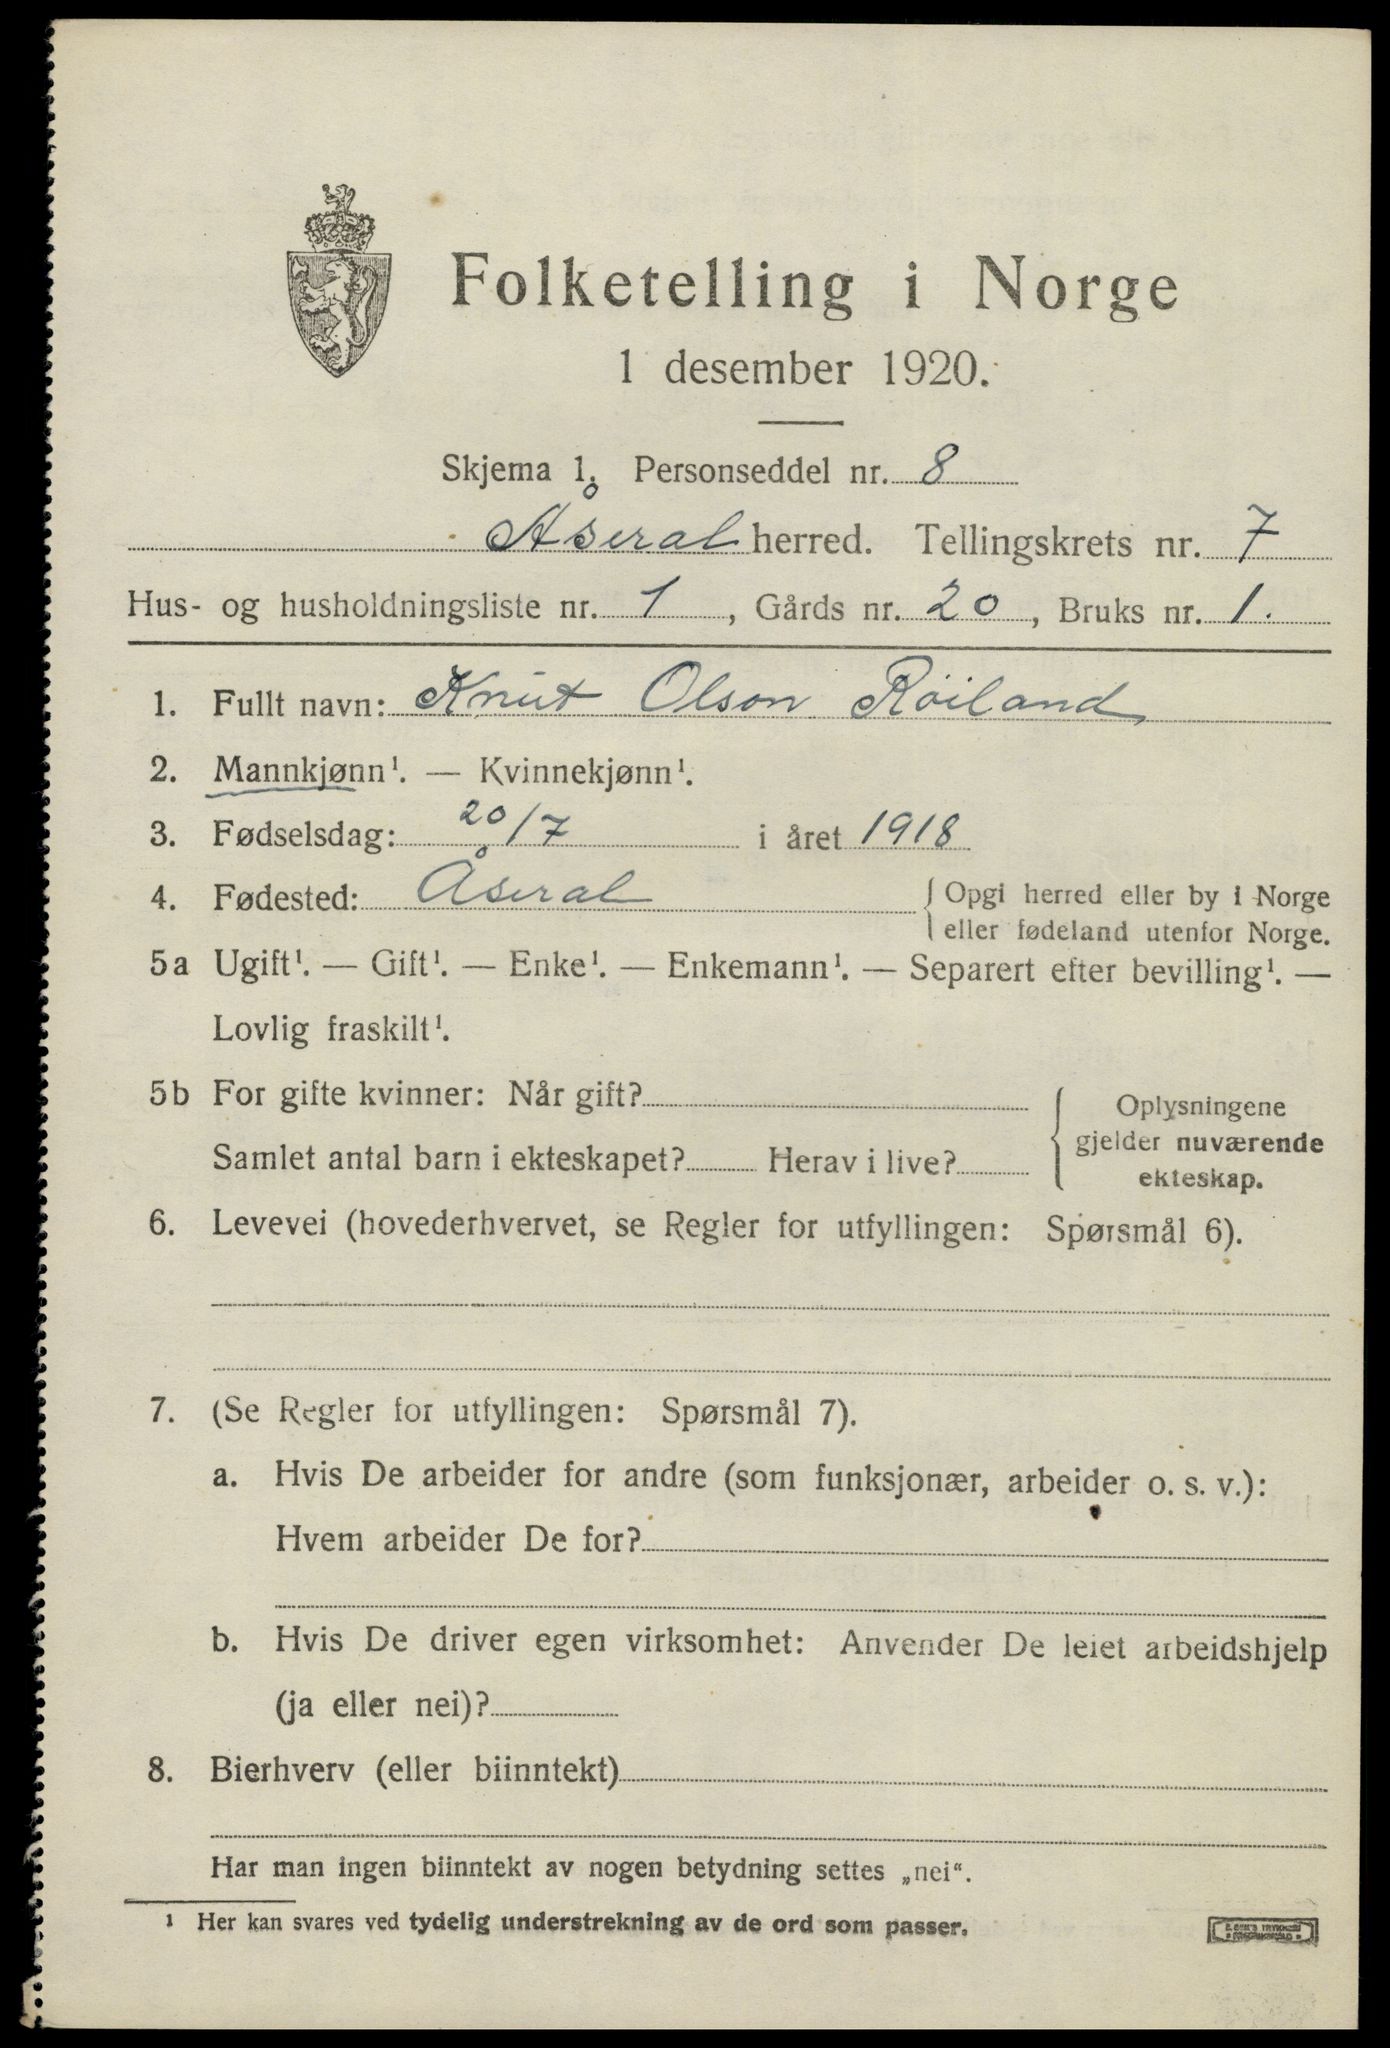 Folketelling i Norge
1 desember 1920.
Skjema 1. Personseddel nr. 8
Åseral herred. Tellingskrets nr. 7
Hus- og husholdningsliste nr. 1, Gårds nr. 20, Bruks nr. 1.
1. Fullt navn: Knut Olson Röiland
2. Mannkjønn¹. — Kvinnekjønn¹.
3. Fødselsdag: 20/7 i året 1918
4. Fødested: Åseral { Opgi herred eller by i Norge
eller fødeland utenfor Norge.
5a Ugift¹. — Gift¹. — Enke¹. — Enkemann¹. — Separert efter bevilling¹. —
Lovlig fraskilt¹.
5b For gifte kvinner: Når gift?
Samlet antal barn i ekteskapet? Herav i live?
{ Oplysningene
gjelder nuværende
ekteskap.
6. Levevei (hovederhvervet, se Regler for utfyllingen: Spørsmål 6).
7. (Se Regler for utfyllingen: Spørsmål 7).
a. Hvis De arbeider for andre (som funksjonær, arbeider o. s. v.):
Hvem arbeider De for?
b. Hvis De driver egen virksomhet: Anvender De leiet arbeidshjelp
(ja eller nei)?
8. Bierhverv (eller biinntekt)
Har man ingen biinntekt av nogen betydning settes „nei“.
¹ Her kan svares ved tydelig understrekning av de ord som passer.